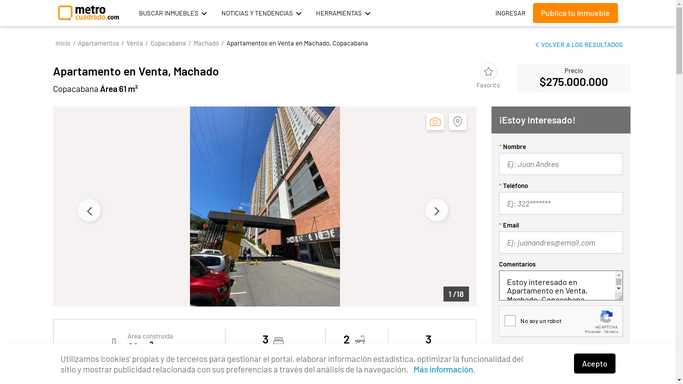 metro
cuadrado.com
BUSCAR INMUEBLES
NOTICIAS Y TENDENCIAS
HERRAMIENTAS
INGRESAR
Publica tu Inmueble
Inicio / Apartamentos / Venta / Copacabana / Machado / Apartamentos en Venta en Machado, Copacabana
VOLVER A LOS RESULTADOS
Apartamento en Venta, Machado
Copacabana Área 61 m²
Favorito
Precio
$275.000.000
1 /18
¡Estoy Interesado!
* Nombre
Ej: Juan Andres
* Teléfono
Ej: 322*******
* Email
Ej: juanandres@email.com
Comentarios
Estoy interesado en
Apartamento en Venta,
Machado, Copacabana
No soy un robot
reCAPTCHA
Privacidad - Términos
Área construida
3
2
3
Utilizamos 'cookies' propias y de terceros para gestionar el portal, elaborar información estadística, optimizar la funcionalidad del
sitio y mostrar publicidad relacionada con sus preferencias a través del análisis de la navegación. Más información.
Acepto